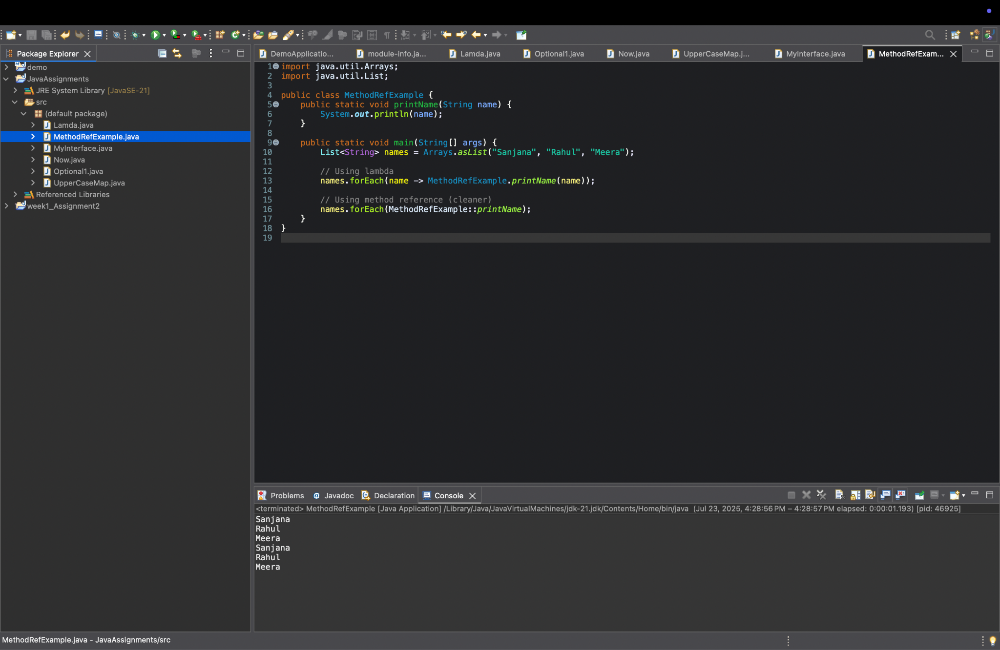 Package Explorer
demo
JavaAssignments
JRE System Library [JavaSE-21]
src
(default package)
Lamda.java
MethodRefExample.java
MyInterface.java
Now.java
Optional1.java
UpperCaseMap.java
Referenced Libraries
week1_Assignment2
DemoApplicatio... module-info.ja... Lamda.java Optional1.java Now.java UpperCaseMap.j... MyInterface.java MethodRefExam...
1 import java.util.Arrays;
2 import java.util.List;
3
4 public class MethodRefExample {
5     public static void printName(String name) {
6         System.out.println(name);
7     }
8
9     public static void main(String[] args) {
10         List<String> names = Arrays.asList("Sanjana", "Rahul", "Meera");
11
12         // Using lambda
13         names.forEach(name -> MethodRefExample.printName(name));
14
15         // Using method reference (cleaner)
16         names.forEach(MethodRefExample::printName);
17     }
18 }
19
Problems @ Javadoc Declaration Console
<terminated> MethodRefExample [Java Application] /Library/Java/JavaVirtualMachines/jdk-21.jdk/Contents/Home/bin/java (Jul 23, 2025, 4:28:56 PM – 4:28:57 PM elapsed: 0:00:01.193) [pid: 46925]
Sanjana
Rahul
Meera
Sanjana
Rahul
Meera
MethodRefExample.java - JavaAssignments/src